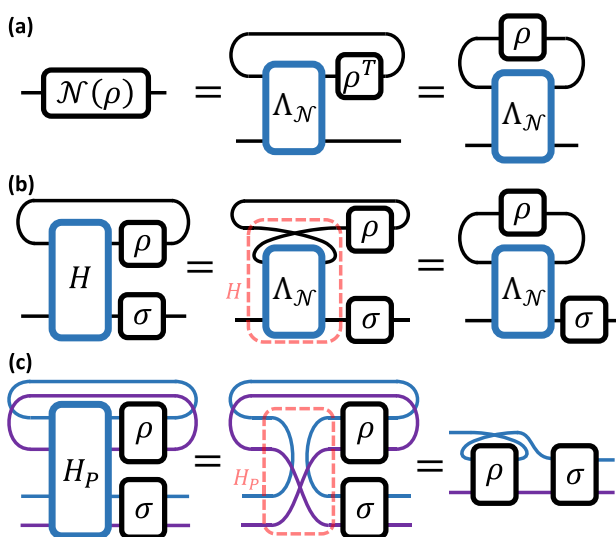 (a)
𝒩(ρ) = Λ_𝒩 ρ^T = ρ Λ_𝒩
(b)
H ρ σ = H Λ_𝒩 ρ σ = ρ Λ_𝒩 σ
(c)
H_P ρ σ = H_P ρ σ = ρ σ